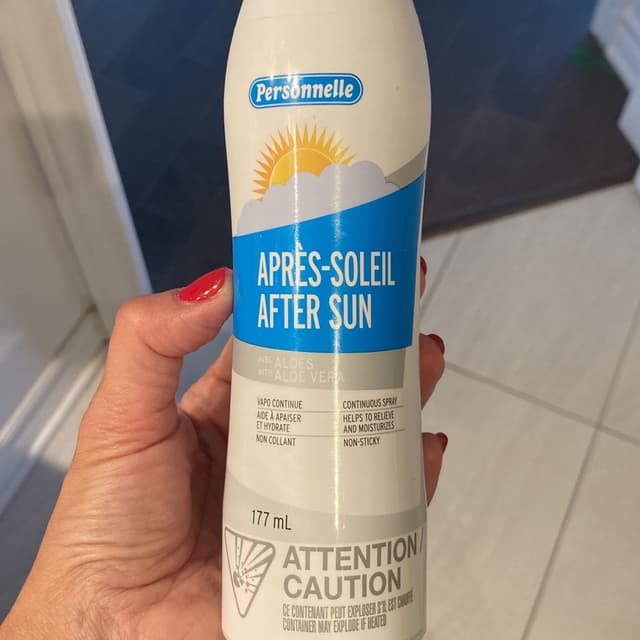 Personnelle
APRÈS-SOLEIL
AFTER SUN
AVEC ALOES
WITH ALOE VERA
VAPO CONTINUE
AIDE À APAISER
ET HYDRATE
NON COLLANT
CONTINUOUS SPRAY
HELPS TO RELIEVE
AND MOISTURIZES
NON-STICKY
177 mL
ATTENTION/
CAUTION
CE CONTENANT PEUT EXPLOSER S'IL EST CHAUFFÉ
CONTAINER MAY EXPLODE IF HEATED